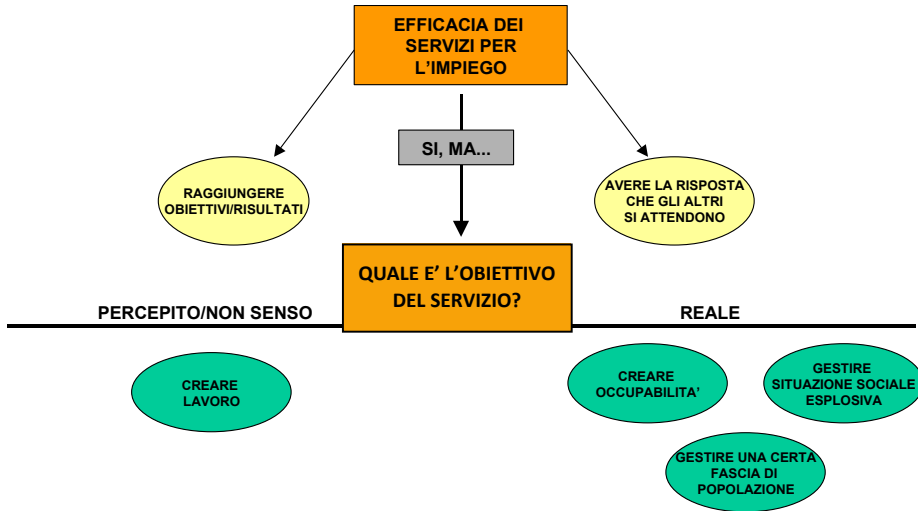 EFFICACIA DEI
SERVIZI PER
L'IMPIEGO
SI, MA...
RAGGIUNGERE
OBIETTIVI/RISULTATI
AVERE LA RISPOSTA
CHE GLI ALTRI
SI ATTENDONO
QUALE E' L'OBIETTIVO
DEL SERVIZIO?
PERCEPITO/NON SENSO
REALE
CREARE
LAVORO
CREARE
OCCUPABILITA'
GESTIRE
SITUAZIONE SOCIALE
ESPLOSIVA
GESTIRE UNA CERTA
FASCIA DI
POPOLAZIONE